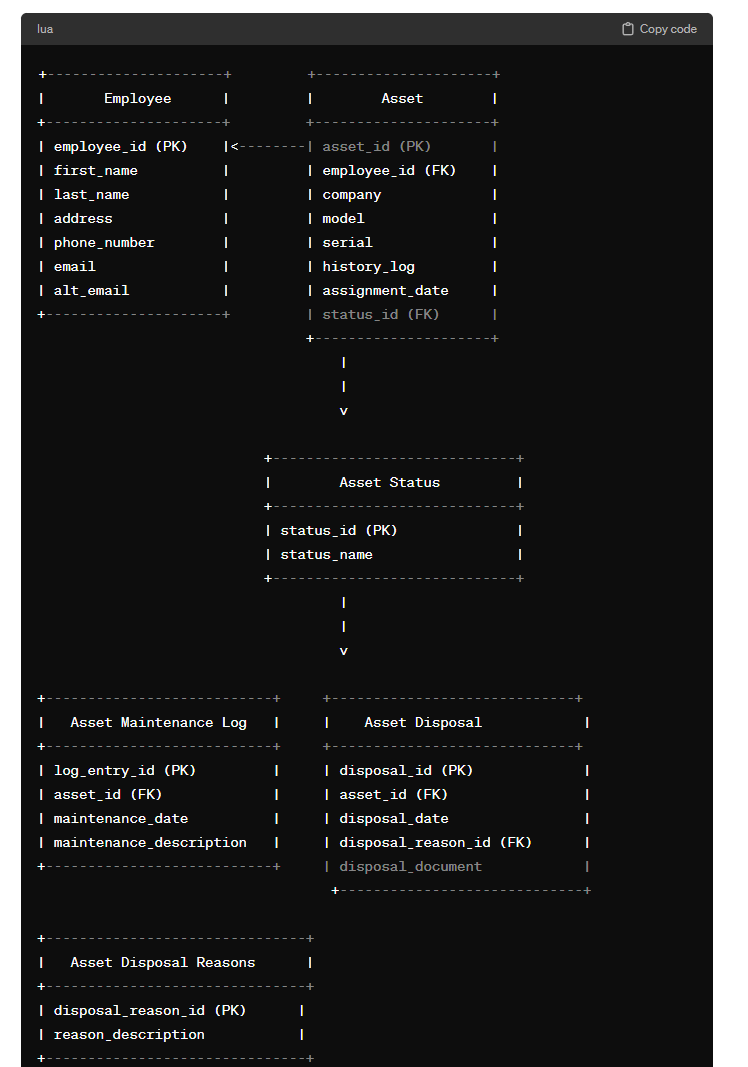 lua Copy code
+---------------------+ +---------------------+
| Employee | | Asset |
+---------------------+ +---------------------+
| employee_id (PK) |<--------| asset_id (PK) |
| first_name | | employee_id (FK) |
| last_name | | company |
| address | | model |
| phone_number | | serial |
| email | | history_log |
| alt_email | | assignment_date |
+---------------------+ | status_id (FK) |
+---------------------+
|
|
v
+-----------------------------+
| Asset Status |
+-----------------------------+
| status_id (PK) |
| status_name |
+-----------------------------+
|
|
v
+---------------------------+ +-----------------------------+
| Asset Maintenance Log | | Asset Disposal |
+---------------------------+ +-----------------------------+
| log_entry_id (PK) | | disposal_id (PK) |
| asset_id (FK) | | asset_id (FK) |
| maintenance_date | | disposal_date |
| maintenance_description | | disposal_reason_id (FK) |
+---------------------------+ | disposal_document |
+-----------------------------+
+-------------------------------+
| Asset Disposal Reasons |
+-------------------------------+
| disposal_reason_id (PK) |
| reason_description |
+-------------------------------+